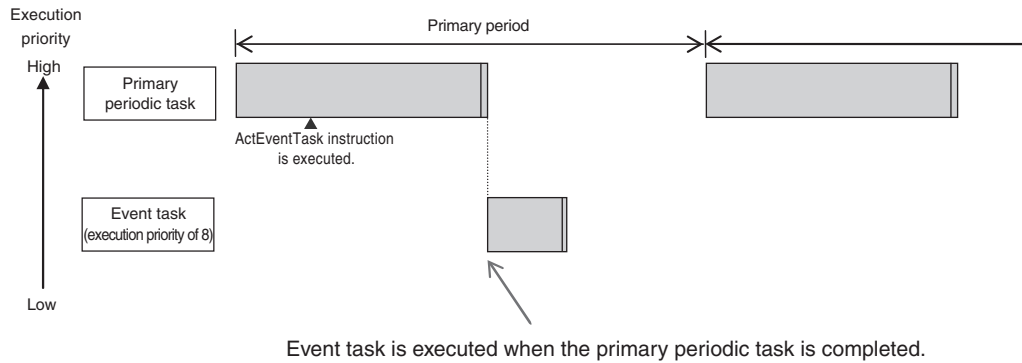 Execution
priority
High
Primary period
Primary
periodic task
ActEventTask instruction
is executed.
Event task
(execution priority of 8)
Low
Event task is executed when the primary periodic task is completed.